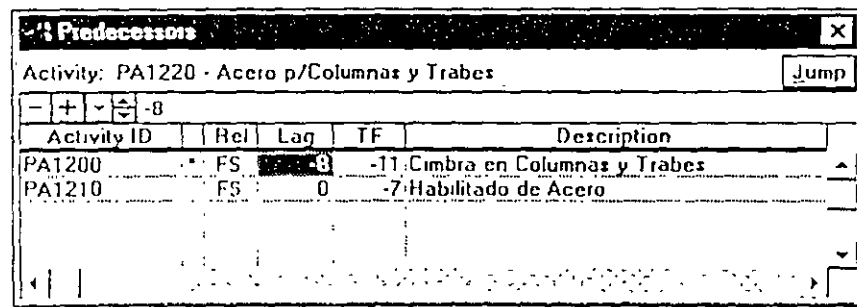 Predecessors
Activity: PA1220 - Acero p/Columnas y Trabes Jump
-8
Activity ID Rel Lag TF Description
PA1200 FS -8 -11 Cimbra en Columnas y Trabes
PA1210 FS 0 -7 Habilitado de Acero